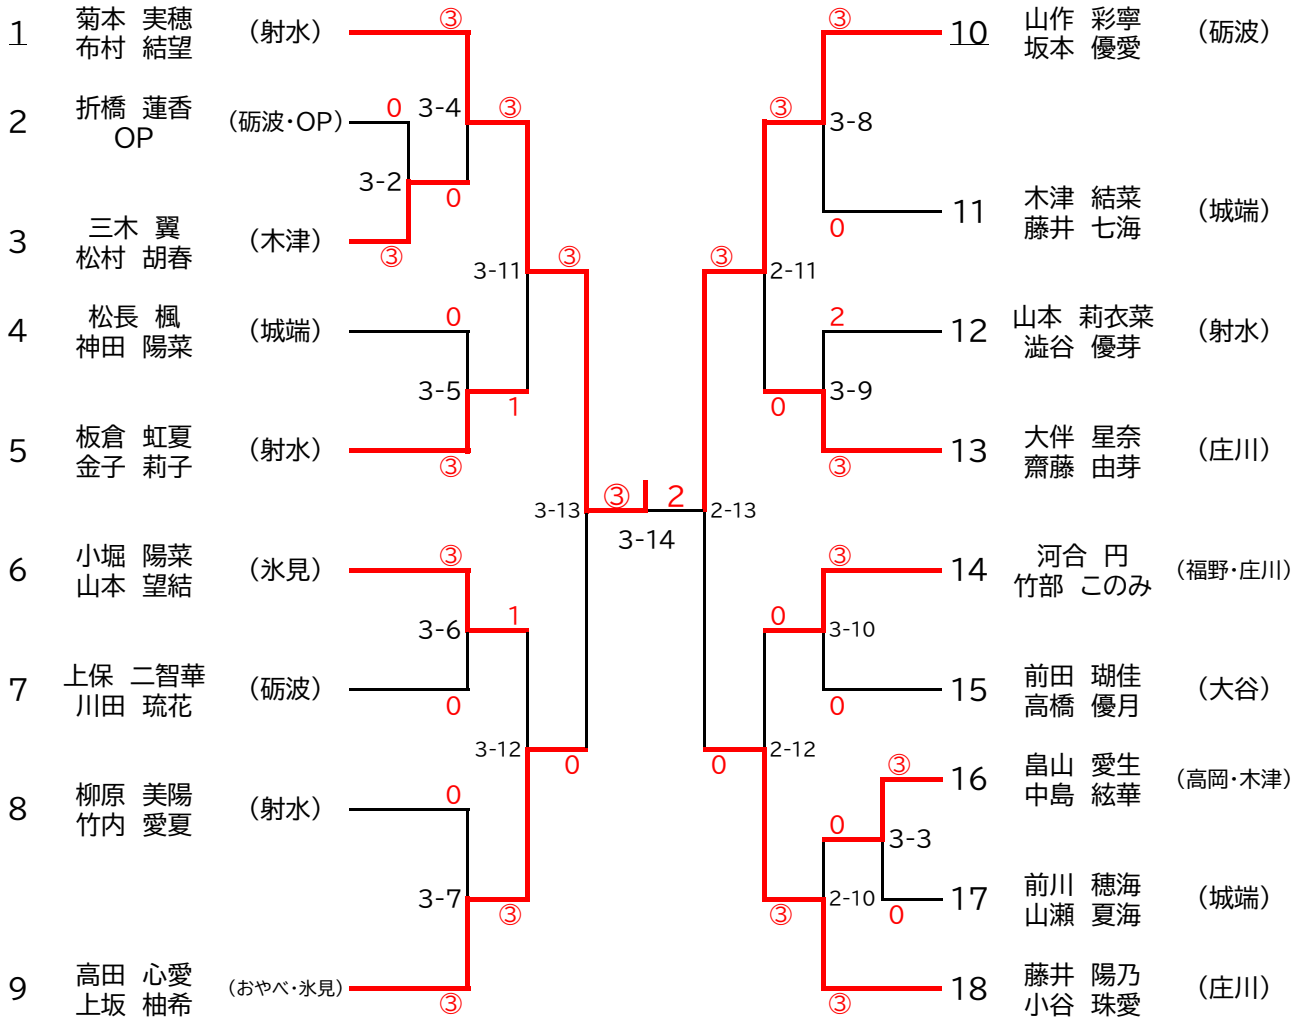 1 菊本 実穂 布村 結望 （射水） ③
2 折橋 蓮香 OP （砺波・OP） 0
3 三木 翼 松村 胡春 （木津） ③
4 松長 楓 神田 陽菜 （城端） 0
5 板倉 虹夏 金子 莉子 （射水） ③
6 小堀 陽菜 山本 望結 （氷見） ③
7 上保 二智華 川田 琉花 （砺波） 0
8 柳原 美陽 竹内 愛夏 （射水） 0
9 高田 心愛 上坂 柚希 （おやべ・氷見） ③
3-2 0
3-4 ③
3-5 1
3-6 1
3-7 ③
3-11 ③
3-12 0
3-13 ③
3-14
2 2-13
③ 2-11
0 2-12
③ 3-8
0 3-9
0 3-10
③ 2-10
0 3-3
③ 10 山作 彩寧 坂本 優愛 （砺波）
0 11 木津 結菜 藤井 七海 （城端）
2 12 山本 莉衣菜 澁谷 優芽 （射水）
③ 13 大伴 星奈 齋藤 由芽 （庄川）
③ 14 河合 円 竹部 このみ （福野・庄川）
0 15 前田 瑚佳 高橋 優月 （大谷）
③ 16 畠山 愛生 中島 絃華 （高岡・木津）
0 17 前川 穂海 山瀬 夏海 （城端）
③ 18 藤井 陽乃 小谷 珠愛 （庄川）